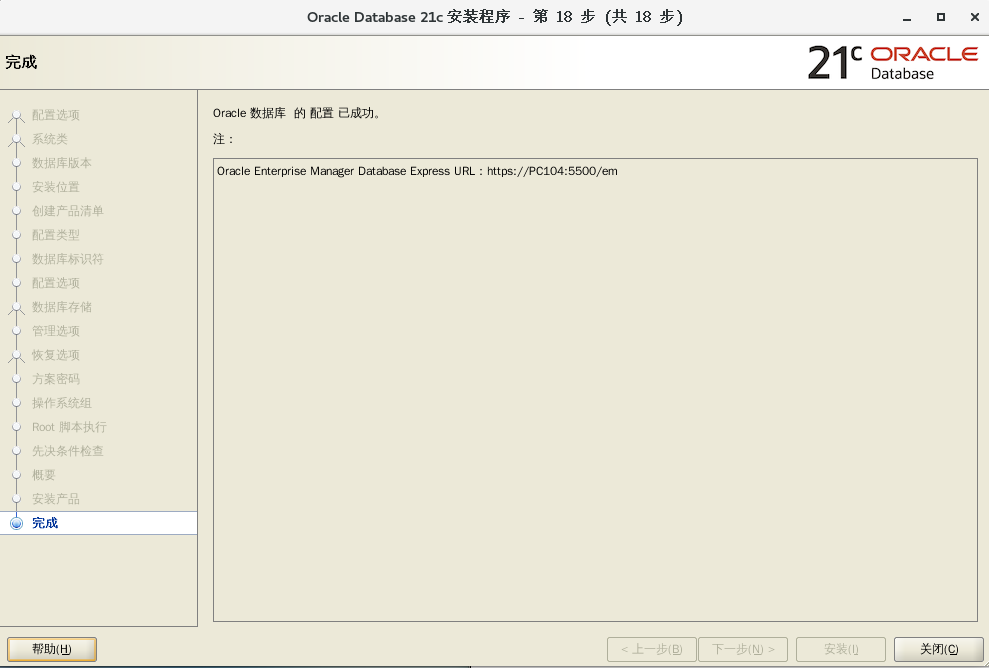 Oracle Database 21c 安装程序 - 第 18 步 (共 18 步)
完成
21c ORACLE
Database
配置选项
系统类
数据库版本
安装位置
创建产品清单
配置类型
数据库标识符
配置选项
数据库存储
管理选项
恢复选项
方案密码
操作系统组
Root 脚本执行
先决条件检查
概要
安装产品
完成
Oracle 数据库 的 配置 已成功。
注：
Oracle Enterprise Manager Database Express URL：https://PC104:5500/em
帮助(H)
< 上一步(B)
下一步(N) >
安装(I)
关闭(C)